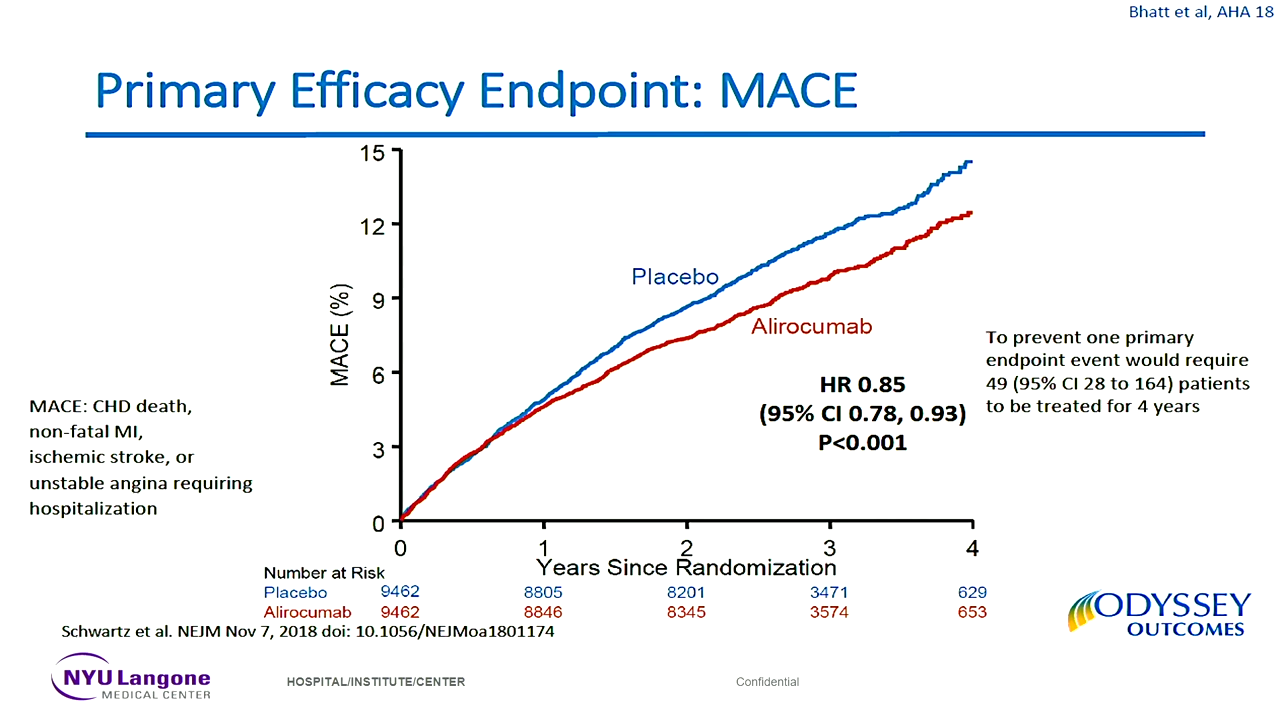 Bhatt et al, AHA 18
Primary Efficacy Endpoint: MACE
15
12
9
6
3
0
MACE (%)
Placebo
Alirocumab
HR 0.85
(95% CI 0.78, 0.93)
P<0.001
To prevent one primary
endpoint event would require
49 (95% CI 28 to 164) patients
to be treated for 4 years
MACE: CHD death,
non-fatal MI,
ischemic stroke, or
unstable angina requiring
hospitalization
0 1 2 3 4
Years Since Randomization
Number at Risk
Placebo 9462 8805 8201 3471 629
Alirocumab 9462 8846 8345 3574 653
Schwartz et al. NEJM Nov 7, 2018 doi: 10.1056/NEJMoa1801174
ODYSSEY
OUTCOMES
NYU Langone
MEDICAL CENTER
HOSPITAL/INSTITUTE/CENTER
Confidential